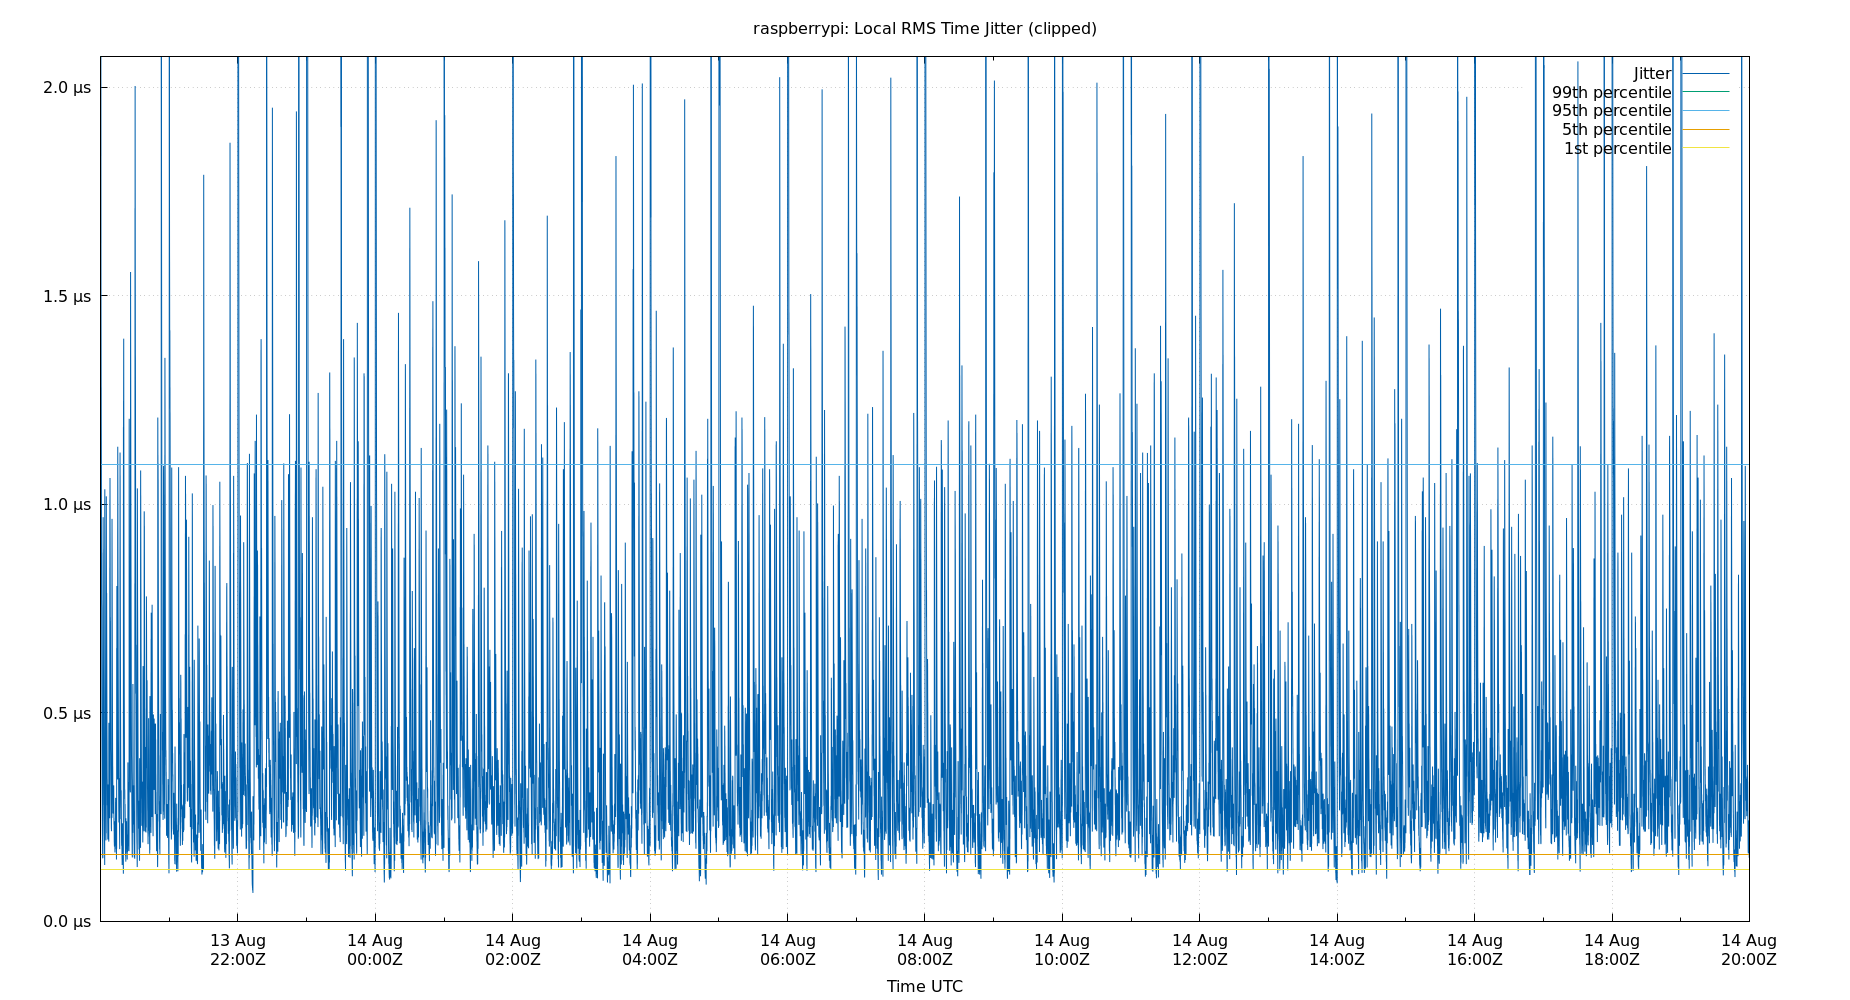 raspberrypi: Local RMS Time Jitter (clipped)
2.0 µs
1.5 µs
1.0 µs
0.5 µs
0.0 µs
Jitter
99th percentile
95th percentile
5th percentile
1st percentile
13 Aug 14 Aug 14 Aug 14 Aug 14 Aug 14 Aug 14 Aug 14 Aug 14 Aug 14 Aug 14 Aug 14 Aug
22:00Z 00:00Z 02:00Z 04:00Z 06:00Z 08:00Z 10:00Z 12:00Z 14:00Z 16:00Z 18:00Z 20:00Z
Time UTC